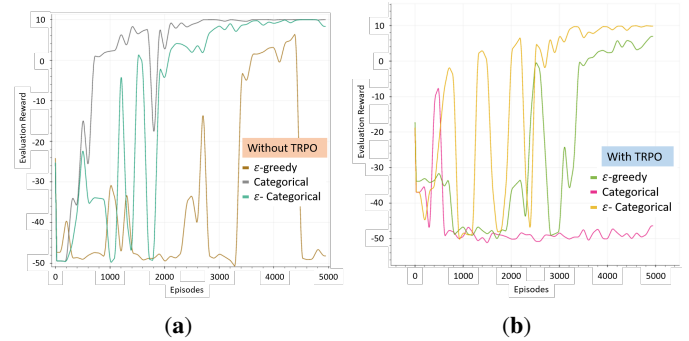 10
0
-10
-20
-30
-40
-50
Evaluation Reward
Without TRPO
ε-greedy
Categorical
ε- Categorical
0
1000
2000
3000
4000
5000
Episodes
(a)
10
0
-10
-20
-30
-40
-50
Evaluation Reward
With TRPO
ε-greedy
Categorical
ε- Categorical
0
1000
2000
3000
4000
5000
Episodes
(b)